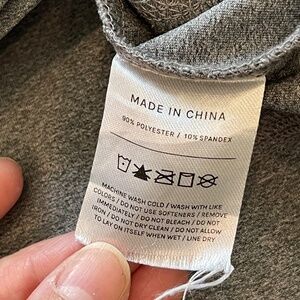 MADE IN CHINA
90% POLYESTER / 10% SPANDEX
MACHINE WASH COLD / WASH WITH LIKE
COLORS / DO NOT USE SOFTENERS / REMOVE
IMMEDIATELY / DO NOT BLEACH / DO NOT
IRON / DO NOT DRY CLEAN / DO NOT ALLOW
TO LAY ON ITSELF WHEN WET / LINE DRY